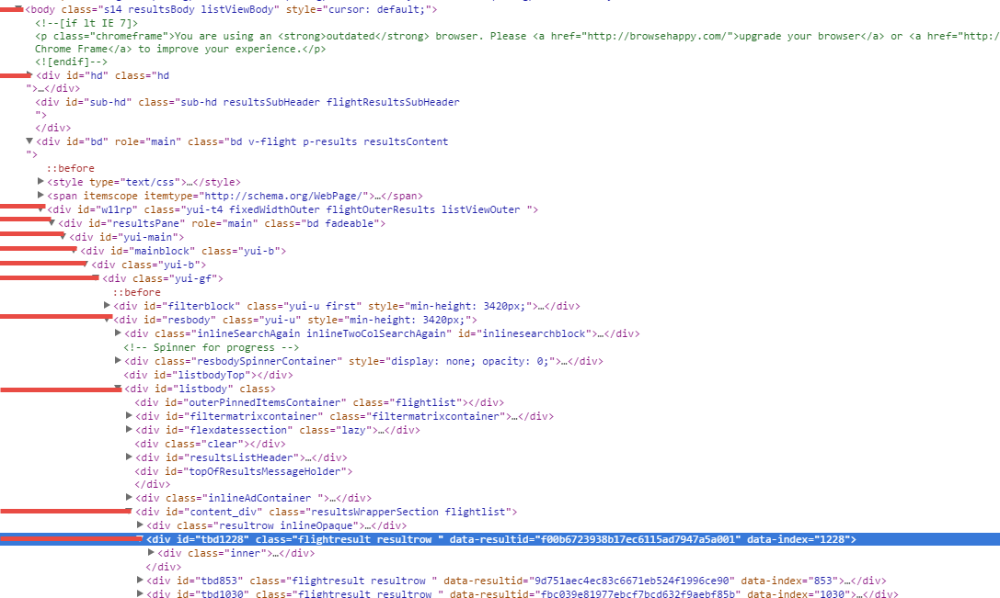 <body class="s14 resultsBody listViewBody" style="cursor: default;">
<!--[if lt IE 7]>
<p class="chromeframe">You are using an <strong>outdated</strong> browser. Please <a href="http://browsehappy.com/">upgrade your browser</a> or <a href="http:/
Chrome Frame</a> to improve your experience.</p>
<![endif]-->
<div id="hd" class="hd
">…</div>
<div id="sub-hd" class="sub-hd resultsSubHeader flightResultsSubHeader
">
</div>
<div id="bd" role="main" class="bd v-flight p-results resultsContent
">
::before
<style type="text/css">…</style>
<span itemscope itemtype="http://schema.org/WebPage/">…</span>
<div id="w11rp" class="yui-t4 fixedWidthOuter flightOuterResults listViewOuter ">
<div id="resultsPane" role="main" class="bd fadeable">
<div id="yui-main">
<div id="mainblock" class="yui-b">
<div class="yui-b">
<div class="yui-gf">
::before
<div id="filterblock" class="yui-u first" style="min-height: 3420px;">…</div>
<div id="resbody" class="yui-u" style="min-height: 3420px;">
<div class="inlineSearchAgain inlineTwoColSearchAgain" id="inlinesearchblock">…</div>
<!-- Spinner for progress -->
<div class="resbodySpinnerContainer" style="display: none; opacity: 0;">…</div>
<div id="listbodyTop"></div>
<div id="listbody" class>
<div id="outerPinnedItemsContainer" class="flightlist"></div>
<div id="filtermatrixcontainer" class="filtermatrixcontainer">…</div>
<div id="flexdatessection" class="lazy">…</div>
<div class="clear"></div>
<div id="resultsListHeader">…</div>
<div id="topOfResultsMessageHolder">
</div>
<div class="inlineAdContainer ">…</div>
<div id="content_div" class="resultsWrapperSection flightlist">
<div class="resultrow inlineOpaque">…</div>
<div id="tbd1228" class="flightresult resultrow " data-resultid="f00b6723938b17ec6115ad7947a5a001" data-index="1228">
<div class="inner">…</div>
</div>
<div id="tbd853" class="flightresult resultrow " data-resultid="9d751aec4ec83c6671eb524f1996ce90" data-index="853">…</div>
<div id="tbd1030" class="flightresult resultrow " data-resultid="fbc039e81977ebcf7bcd632f9aebf85b" data-index="1030">…</div>